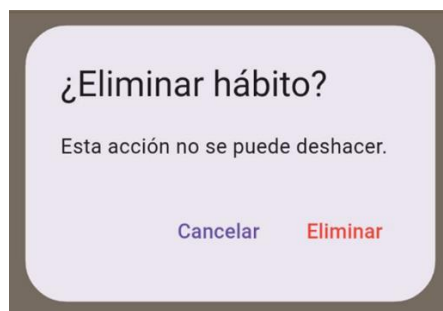 ¿Eliminar hábito?
Esta acción no se puede deshacer.
Cancelar Eliminar